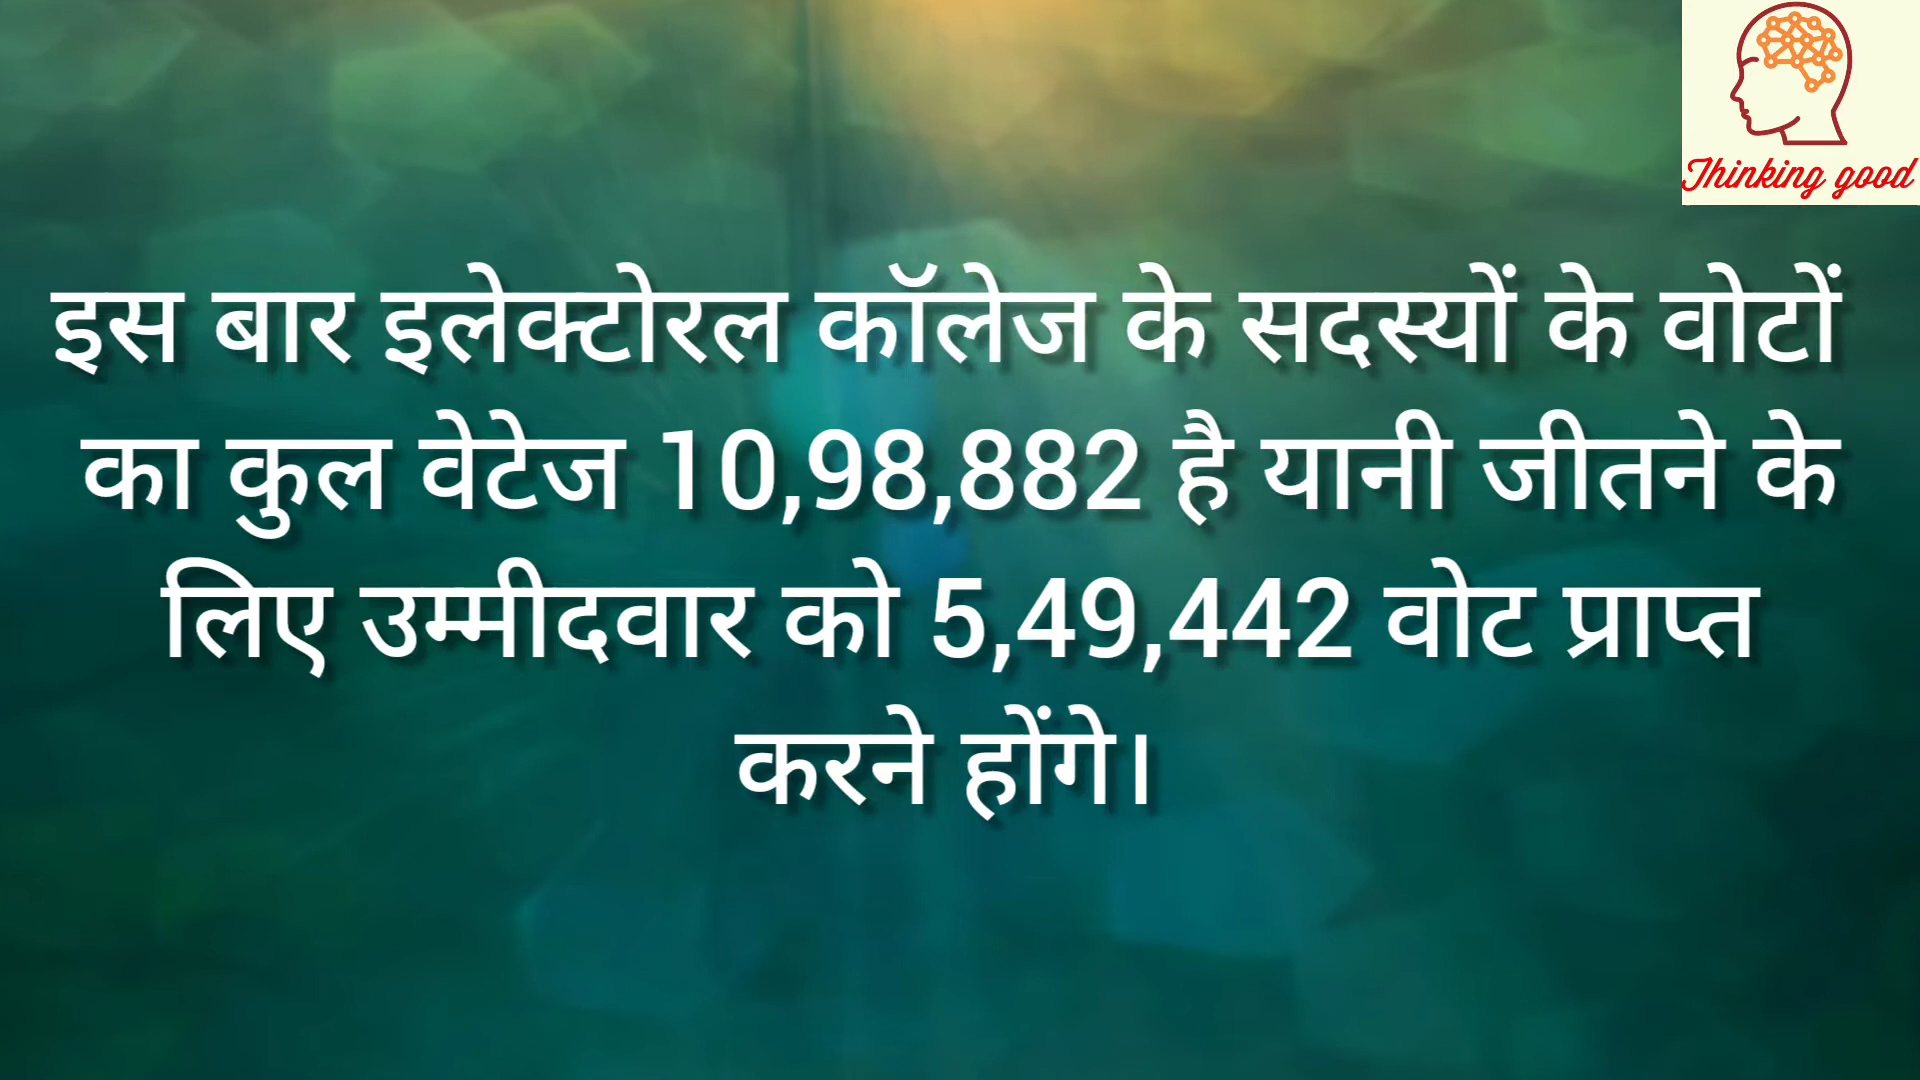 Thinking good
इस बार इलेक्टोरल कॉलेज के सदस्यों के वोटों
का कुल वेटेज 10,98,882 है यानी जीतने के
लिए उम्मीदवार को 5,49,442 वोट प्राप्त
करने होंगे।